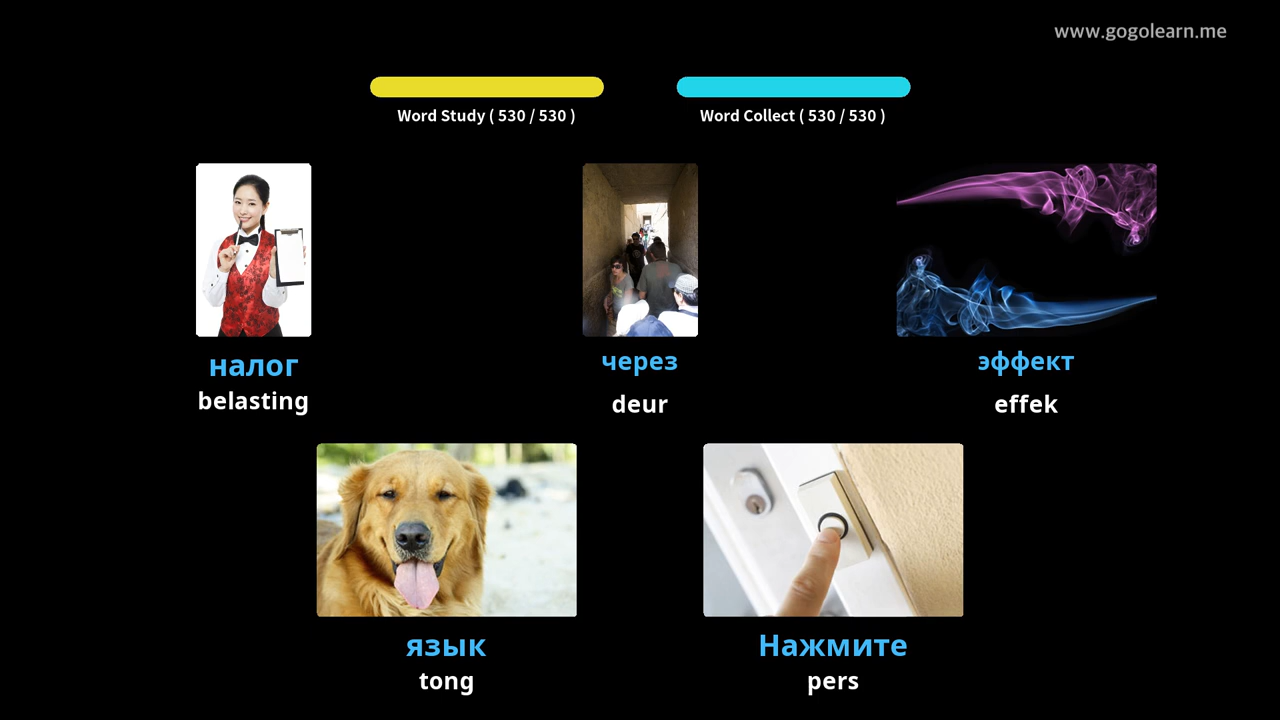 www.gogolearn.me
Word Study ( 530 / 530 )
Word Collect ( 530 / 530 )
налог
belasting
через
deur
эффект
effek
язык
tong
Нажмите
pers